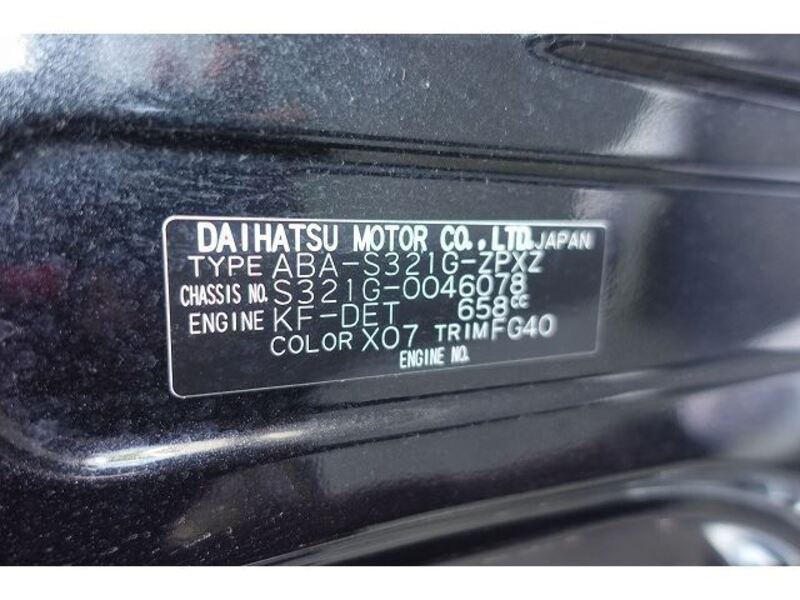 DAIHATSU MOTOR CO.,LTD.JAPAN
TYPE ABA-S321G-ZPXZ
CHASSIS NO. S321G-0046078
ENGINE KF-DET 658cc
COLOR X07 TRIM FG40
ENGINE NO.